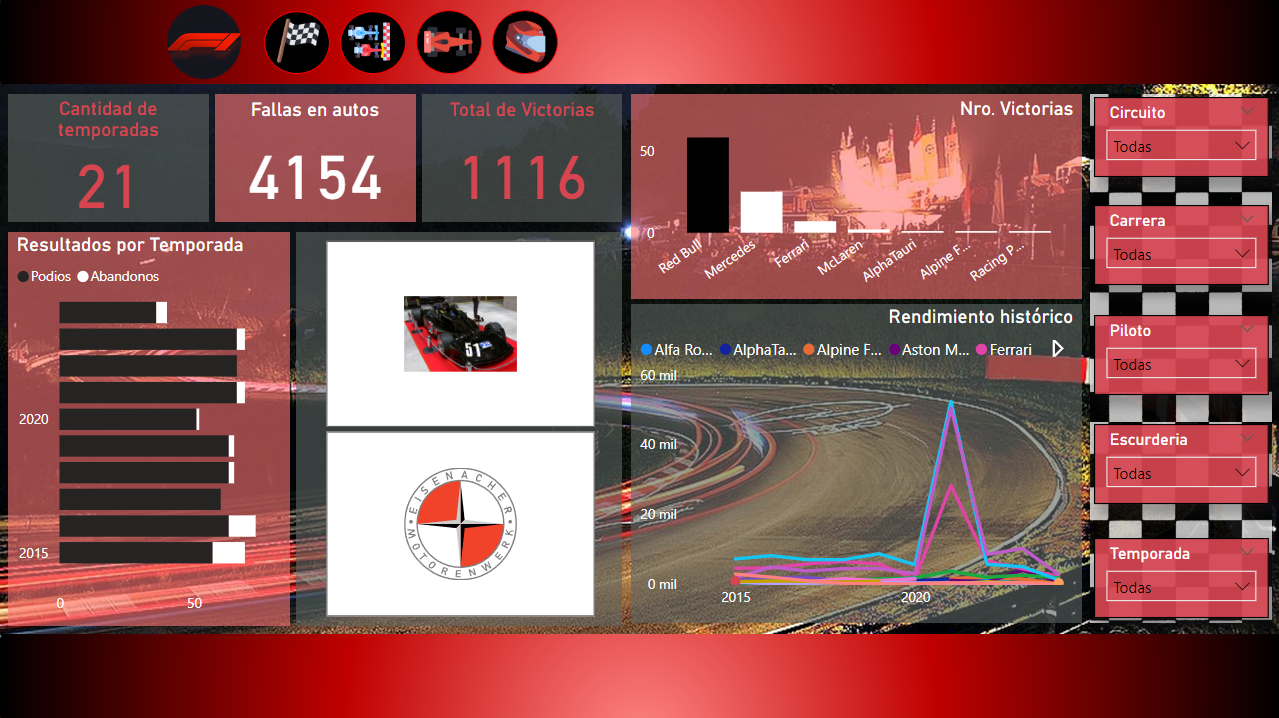 Cantidad de
temporadas
21
Fallas en autos
4154
Total de Victorias
1116
Nro. Victorias
50
0
Red Bull
Mercedes
Ferrari
McLaren
AlphaTauri
Alpine F...
Racing P...
Resultados por Temporada
Podios Abandonos
2020
2015
0 50
51
EISENACHER
MOTORENWERK
Rendimiento histórico
Alfa Ro... AlphaTa... Alpine F... Aston M... Ferrari
60 mil
40 mil
20 mil
0 mil
2015 2020
Circuito
Todas
Carrera
Todas
Piloto
Todas
Escurderia
Todas
Temporada
Todas